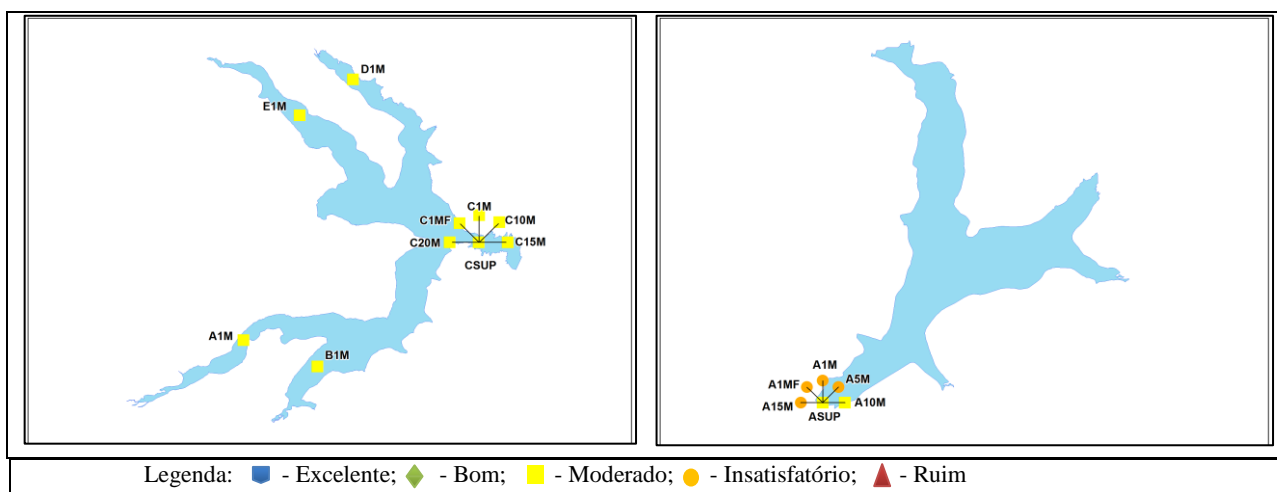 D1M
E1M
C1M
C1MF
C10M
C20M
C15M
CSUP
A1M
B1M
A1M
A1MF
A5M
A15M
A10M
ASUP
Legenda: - Excelente; - Bom; - Moderado; - Insatisfatório; - Ruim